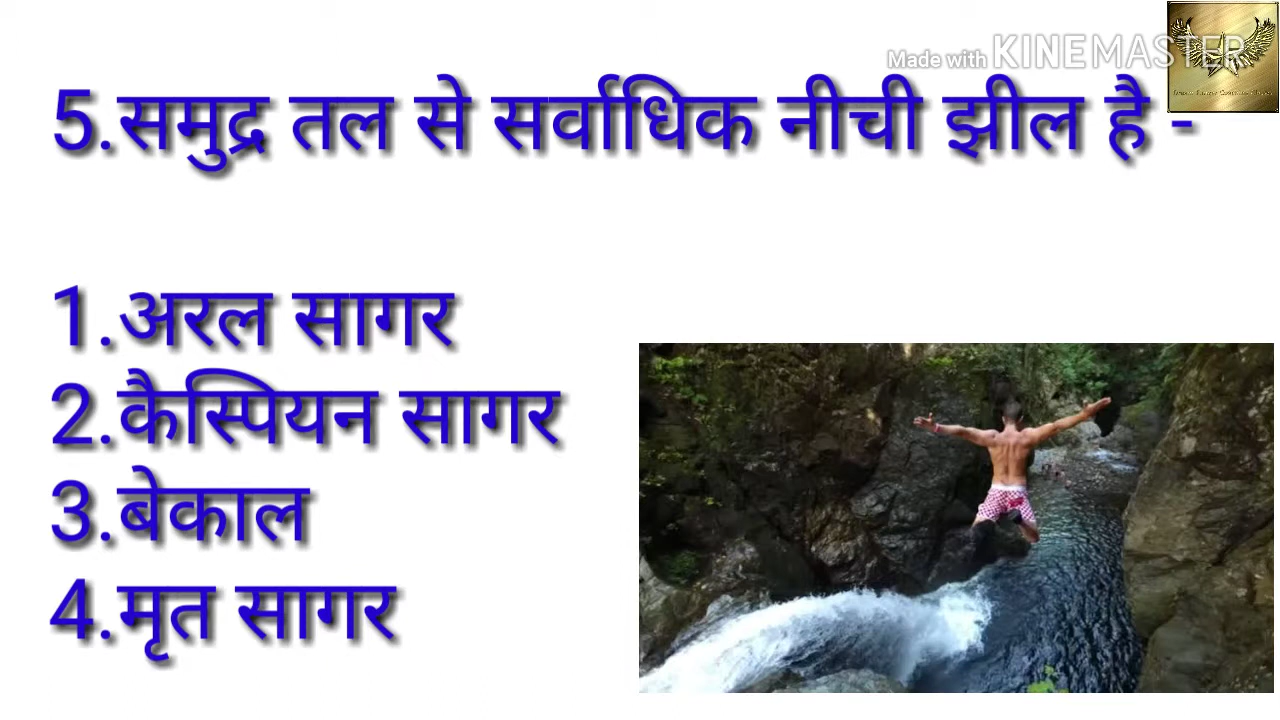 Made with KINEMASTER
5.समुद्र तल से सर्वाधिक नीची झील है -
1.अरल सागर
2.कैस्पियन सागर
3.बेकाल
4.मृत सागर